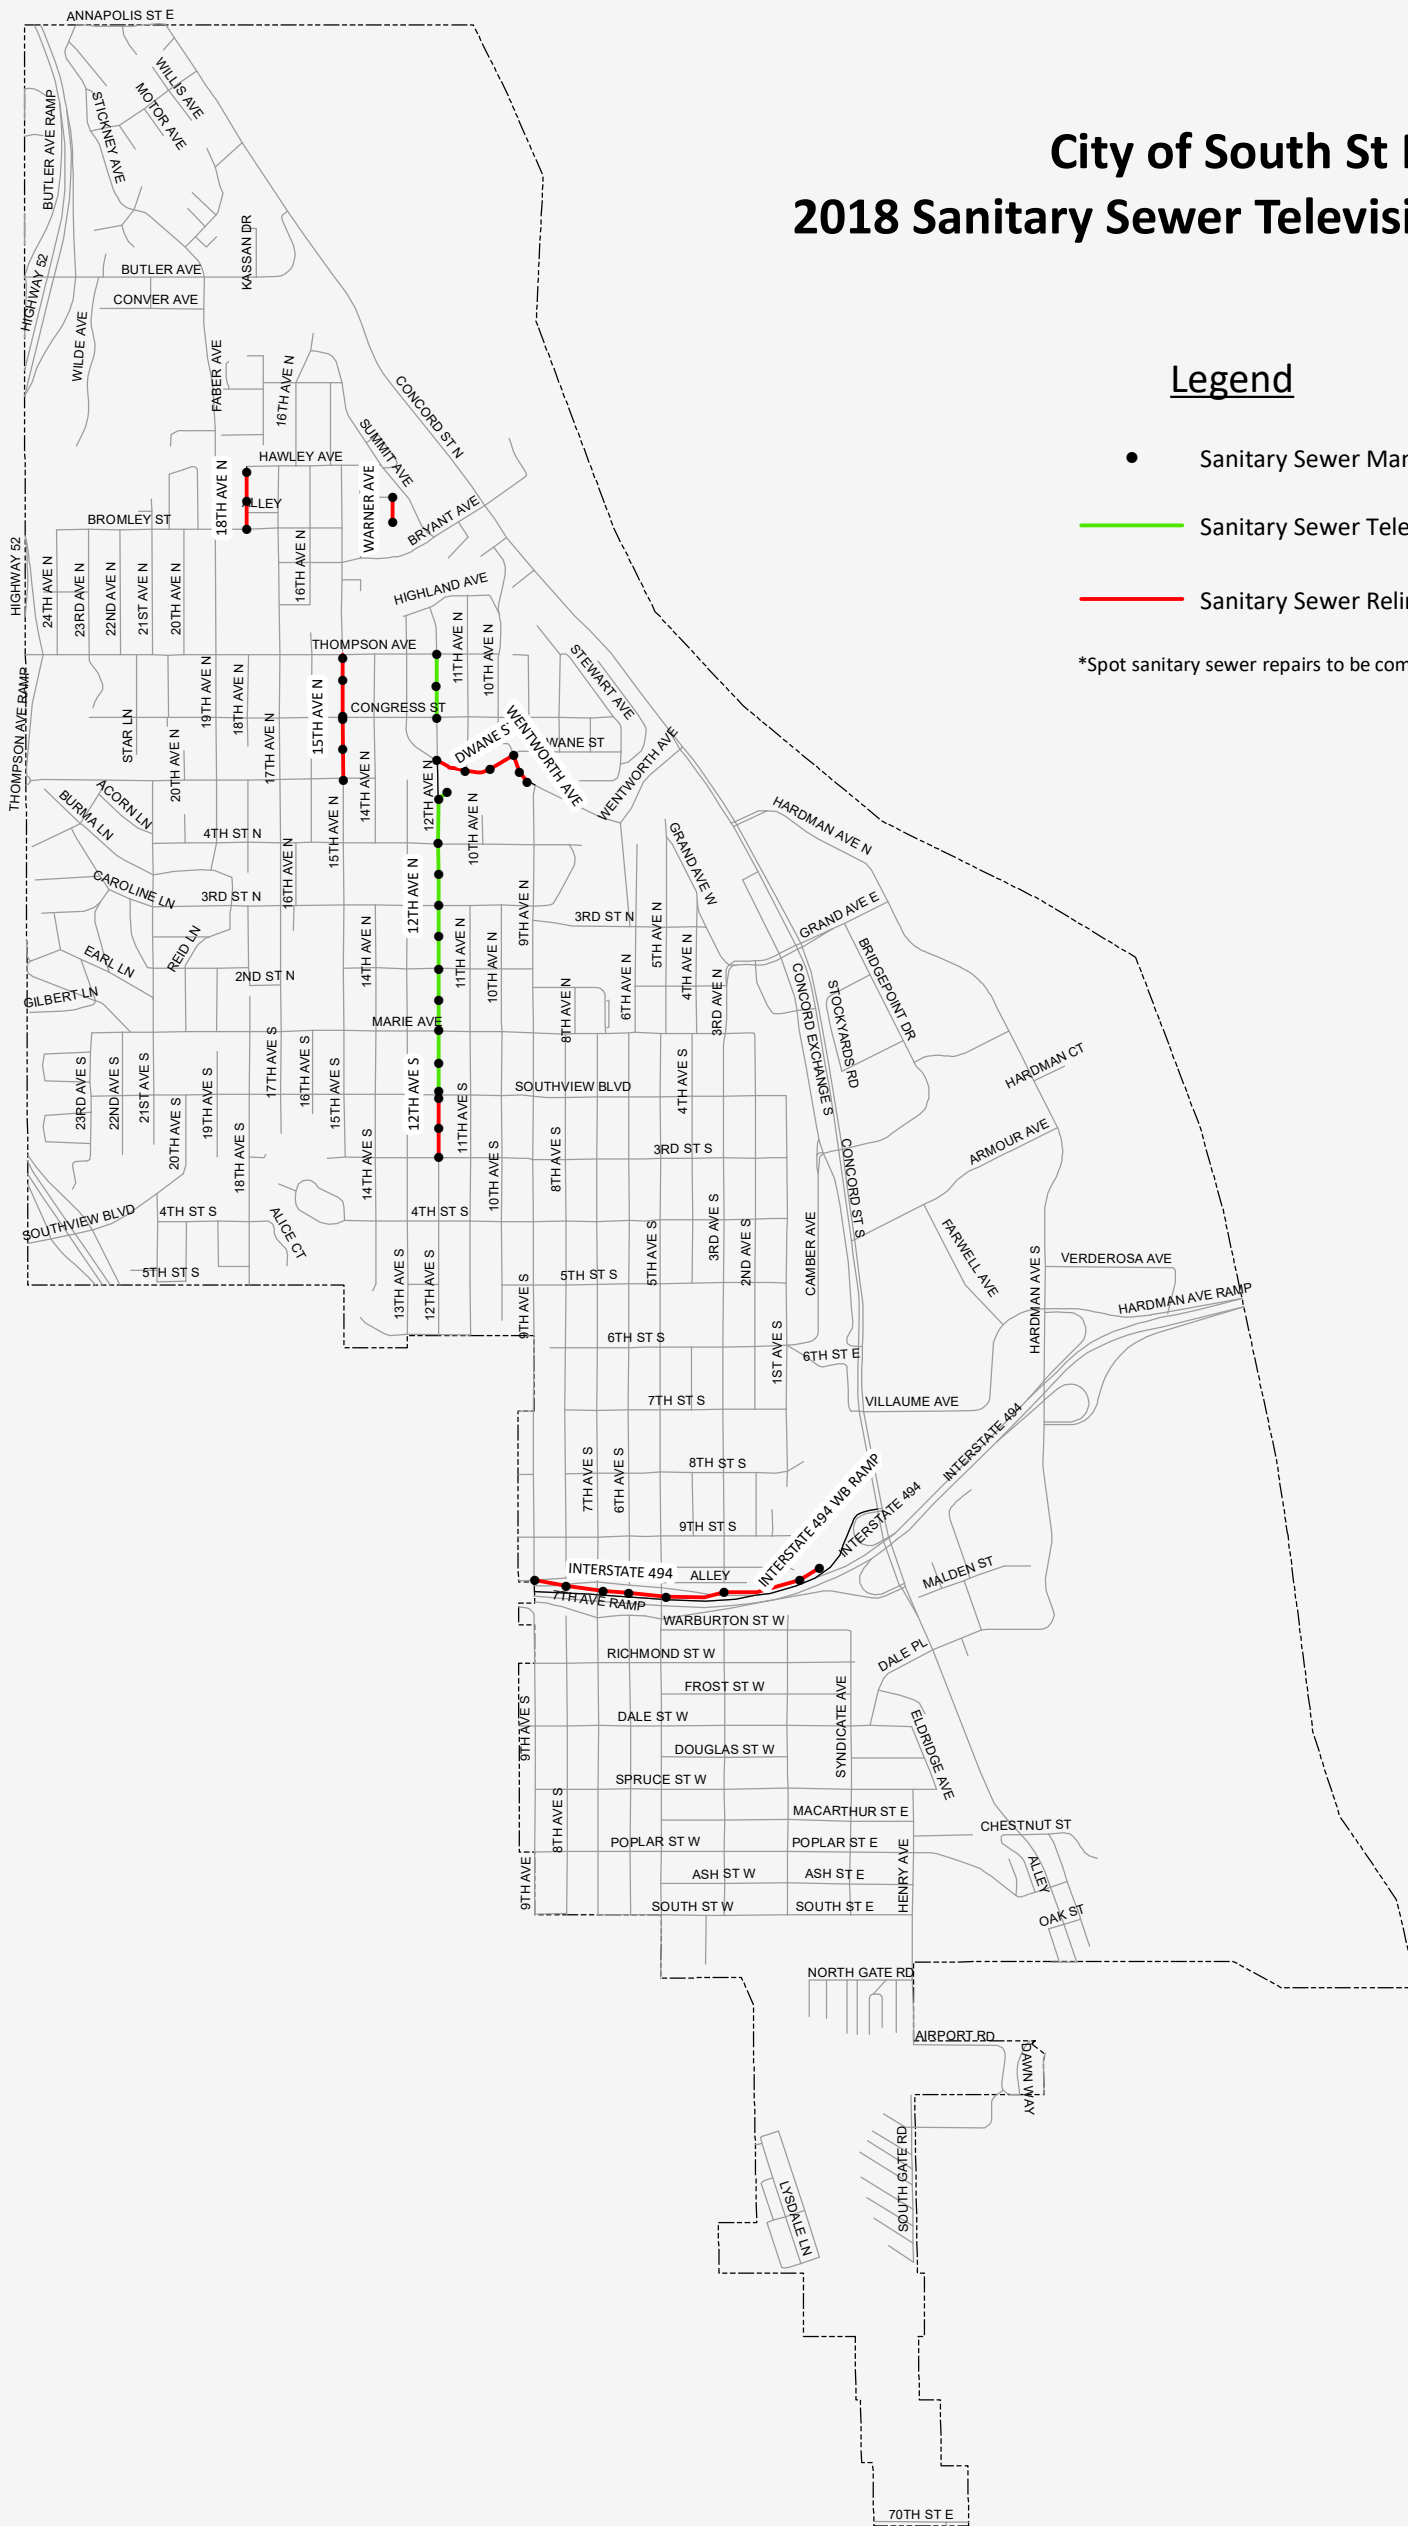 City of South St
2018 Sanitary Sewer Televisi
Legend
Sanitary Sewer Man
Sanitary Sewer Tele
Sanitary Sewer Relin
*Spot sanitary sewer repairs to be com
ANNAPOLIS ST E
WILLIS AVE
MOTOR AVE
STICKNEY AVE
BUTLER AVE RAMP
KASSAN DR
HIGHWAY 52
BUTLER AVE
CONVER AVE
WILDE AVE
FABER AVE
16TH AVE N
CONCORD ST N
SUMMIT AVE
HAWLEY AVE
18TH AVE N
ALLEY
WARNER AVE
BRYANT AVE
BROMLEY ST
HIGHWAY 52
24TH AVE N
23RD AVE N
22ND AVE N
21ST AVE N
20TH AVE N
16TH AVE N
HIGHLAND AVE
THOMPSON AVE
11TH AVE N
10TH AVE N
STEWART AVE
THOMPSON AVE RAMP
19TH AVE N
18TH AVE N
17TH AVE N
15TH AVE N
CONGRESS ST
STAR LN
20TH AVE N
DWANE S
WENTWORTH AVE
WANE ST
WENTWORTH AVE
14TH AVE N
12TH AVE N
10TH AVE N
ACORN LN
BURMA LN
4TH ST N
15TH AVE N
HARDMAN AVE N
GRAND AVE W
CAROLINE LN
3RD ST N
16TH AVE N
12TH AVE N
9TH AVE N
3RD ST N
GRAND AVE E
EARL LN
REID LN
14TH AVE N
11TH AVE N
10TH AVE N
5TH AVE N
4TH AVE N
BRIDGEPOINT DR
GILBERT LN
2ND ST N
8TH AVE N
6TH AVE N
3RD AVE N
CONCORD EXCHANGE S
STOCKYARDS RD
MARIE AVE
HARDMAN CT
23RD AVE S
22ND AVE S
21ST AVE S
19TH AVE S
17TH AVE S
16TH AVE S
15TH AVE S
12TH AVE S
11TH AVE S
SOUTHVIEW BLVD
4TH AVE S
20TH AVE S
18TH AVE S
14TH AVE S
10TH AVE S
8TH AVE S
3RD ST S
ARMOUR AVE
CONCORD ST S
SOUTHVIEW BLVD
4TH ST S
ALICE CT
4TH ST S
5TH AVE S
3RD AVE S
2ND AVE S
CAMBER AVE
FARWELL AVE
HARDMAN AVE S
VERDEROSA AVE
5TH ST S
13TH AVE S
12TH AVE S
9TH AVE S
5TH ST S
HARDMAN AVE RAMP
6TH ST S
1ST AVE S
6TH ST E
7TH ST S
VILLAUME AVE
7TH AVE S
6TH AVE S
8TH ST S
INTERSTATE 494 WB RAMP
INTERSTATE 494
INTERSTATE 494
9TH ST S
INTERSTATE 494
ALLEY
7TH AVE RAMP
MALDEN ST
WARBURTON ST W
RICHMOND ST W
DALE PL
FROST ST W
9TH AVE S
DALE ST W
SYNDICATE AVE
ELDRIDGE AVE
DOUGLAS ST W
SPRUCE ST W
8TH AVE S
MACARTHUR ST E
POPLAR ST W
POPLAR ST E
CHESTNUT ST
9TH AVE
ASH ST W
ASH ST E
HENRY AVE
ALLEY
SOUTH ST W
SOUTH ST E
OAK ST
NORTH GATE RD
AIRPORT RD
DAWN WAY
SOUTH GATE RD
LYSDALE LN
70TH ST E